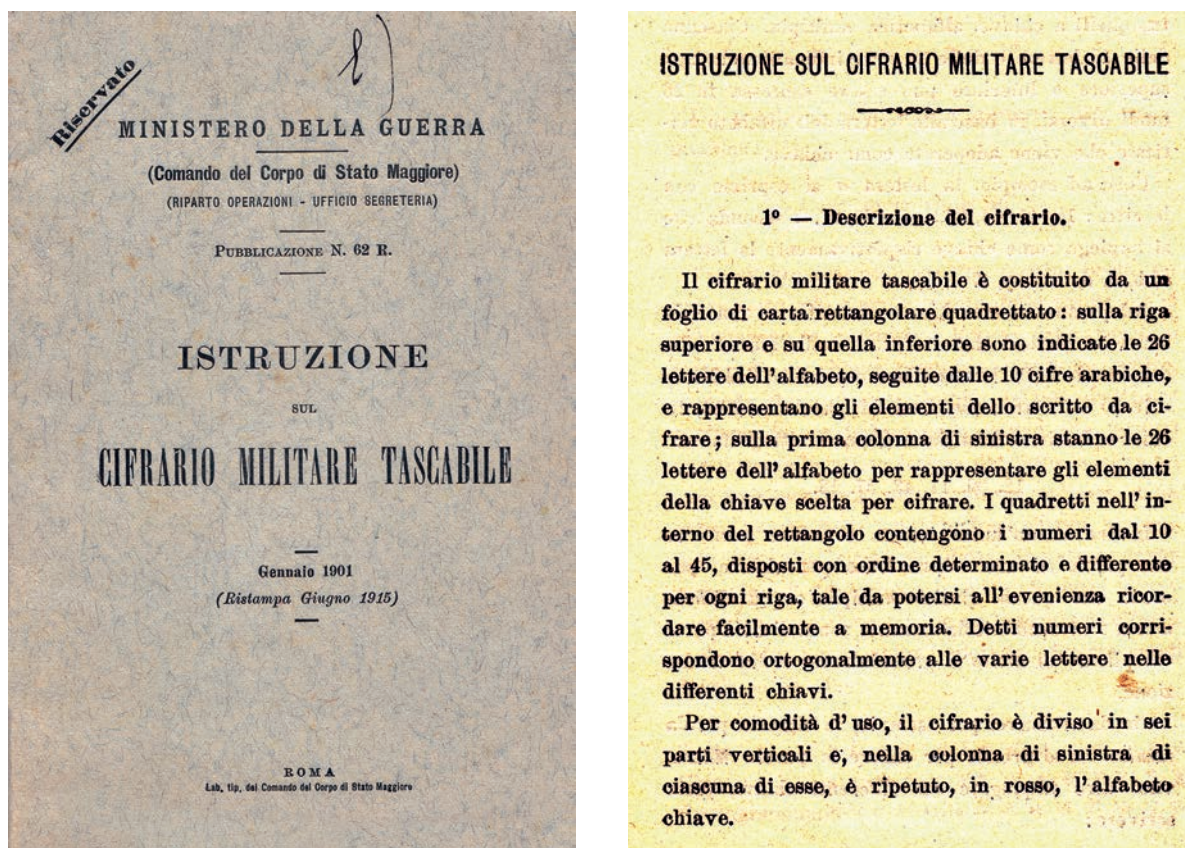 Riservato
MINISTERO DELLA GUERRA
(Comando del Corpo di Stato Maggiore)
(RIPARTO OPERAZIONI - UFFICIO SEGRETERIA)
PUBBLICAZIONE N. 62 R.
ISTRUZIONE
SUL
CIFRARIO MILITARE TASCABILE
Gennaio 1901
(Ristampa Giugno 1915)
ROMA
Lab. tip. del Comando del Corpo di Stato Maggiore
ISTRUZIONE SUL CIFRARIO MILITARE TASCABILE
1º — Descrizione del cifrario.
Il cifrario militare tascabile è costituito da un
foglio di carta rettangolare quadrettato: sulla riga
superiore e su quella inferiore sono indicate le 26
lettere dell'alfabeto, seguite dalle 10 cifre arabiche,
e rappresentano gli elementi dello scritto da ci-
frare; sulla prima colonna di sinistra stanno le 26
lettere dell'alfabeto per rappresentare gli elementi
della chiave scelta per cifrare. I quadretti nell'in-
terno del rettangolo contengono i numeri dal 10
al 45, disposti con ordine determinato e differente
per ogni riga, tale da potersi all'evenienza ricor-
dare facilmente a memoria. Detti numeri corri-
spondono ortogonalmente alle varie lettere nelle
differenti chiavi.
Per comodità d'uso, il cifrario è diviso in sei
parti verticali e, nella colonna di sinistra di
ciascuna di esse, è ripetuto, in rosso, l'alfabeto
chiave.